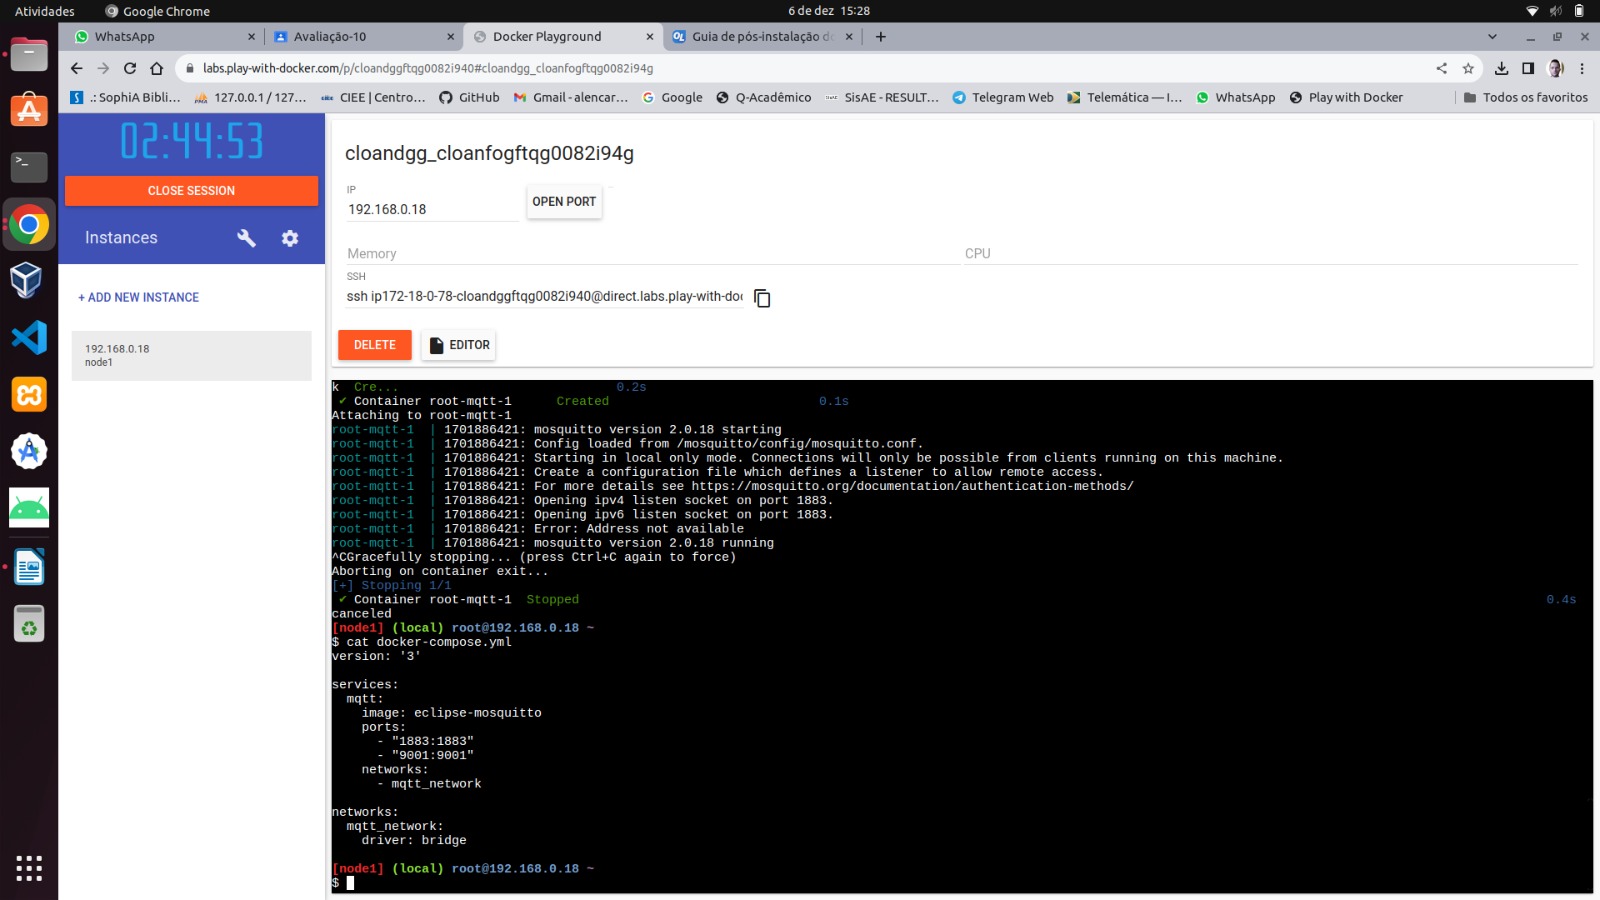 Atividades
Google Chrome
6 de dez 15:28
WhatsApp
Avaliação-10
Docker Playground
Guia de pós-instalação do
labs.play-with-docker.com/p/cloandggftqg0082i940#cloandgg_cloanfogftqg0082i94g
.: SophiA Bibli...
127.0.0.1 / 127...
CIEE | Centro...
GitHub
Gmail - alencar...
Google
Q-Acadêmico
SisAE - RESULT...
Telegram Web
Telemática — I...
WhatsApp
Play with Docker
Todos os favoritos
02:44:53
CLOSE SESSION
Instances
+ ADD NEW INSTANCE
192.168.0.18
node1
cloandgg_cloanfogftqg0082i94g
IP
192.168.0.18
OPEN PORT
Memory
CPU
SSH
ssh ip172-18-0-78-cloandggftqg0082i940@direct.labs.play-with-doc
DELETE
EDITOR
k  Cre...                             0.2s
✔ Container root-mqtt-1      Created                            0.1s
Attaching to root-mqtt-1
root-mqtt-1  | 1701886421: mosquitto version 2.0.18 starting
root-mqtt-1  | 1701886421: Config loaded from /mosquitto/config/mosquitto.conf.
root-mqtt-1  | 1701886421: Starting in local only mode. Connections will only be possible from clients running on this machine.
root-mqtt-1  | 1701886421: Create a configuration file which defines a listener to allow remote access.
root-mqtt-1  | 1701886421: For more details see https://mosquitto.org/documentation/authentication-methods/
root-mqtt-1  | 1701886421: Opening ipv4 listen socket on port 1883.
root-mqtt-1  | 1701886421: Opening ipv6 listen socket on port 1883.
root-mqtt-1  | 1701886421: Error: Address not available
root-mqtt-1  | 1701886421: mosquitto version 2.0.18 running
^CGracefully stopping... (press Ctrl+C again to force)
Aborting on container exit...
[+] Stopping 1/1
✔ Container root-mqtt-1  Stopped                            0.4s
canceled
[node1] (local) root@192.168.0.18 ~
$ cat docker-compose.yml
version: '3'
services:
  mqtt:
    image: eclipse-mosquitto
    ports:
      - "1883:1883"
      - "9001:9001"
    networks:
      - mqtt_network
networks:
  mqtt_network:
    driver: bridge
[node1] (local) root@192.168.0.18 ~
$